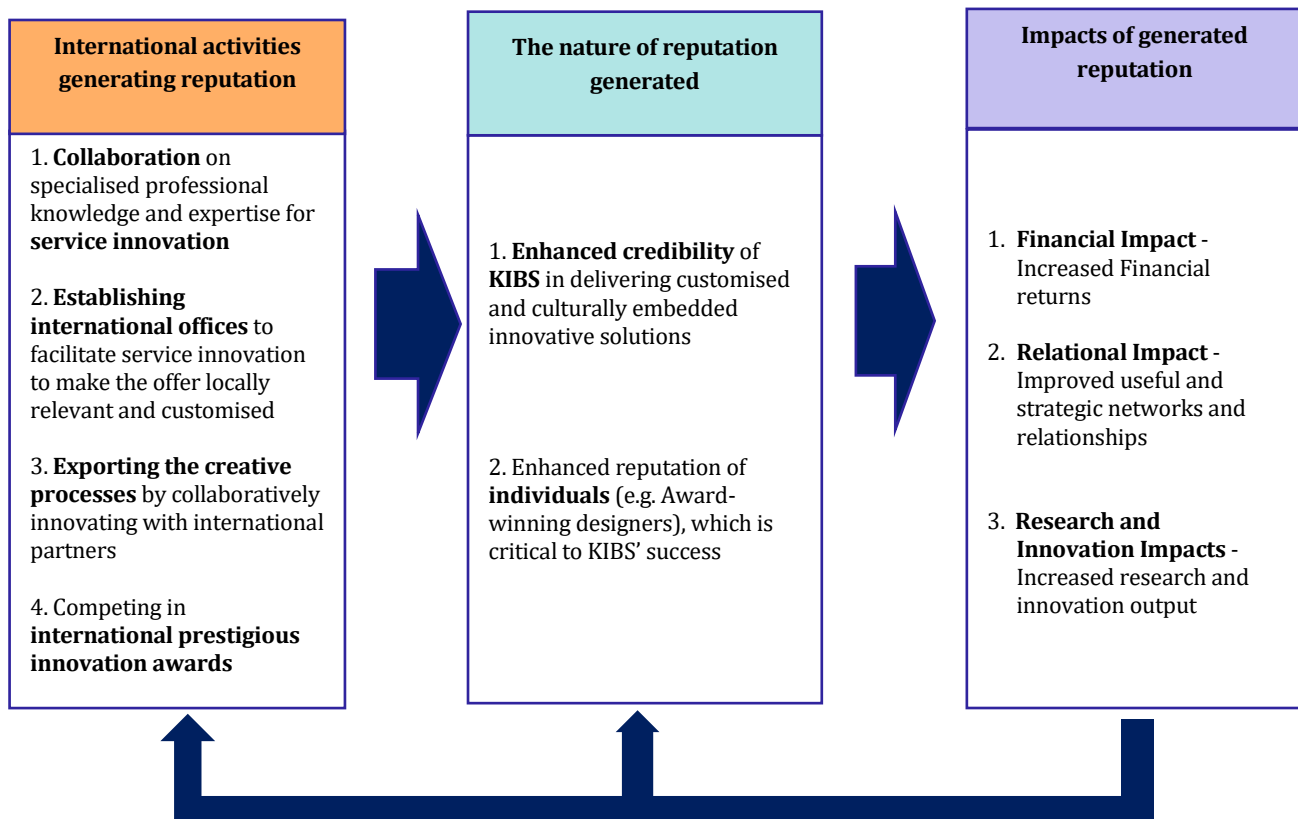 International activities
generating reputation
1. Collaboration on
specialised professional
knowledge and expertise for
service innovation
2. Establishing
international offices to
facilitate service innovation
to make the offer locally
relevant and customised
3. Exporting the creative
processes by collaboratively
innovating with international
partners
4. Competing in
international prestigious
innovation awards
The nature of reputation
generated
1. Enhanced credibility of
KIBS in delivering customised
and culturally embedded
innovative solutions
2. Enhanced reputation of
individuals (e.g. Award-
winning designers), which is
critical to KIBS’ success
Impacts of generated
reputation
1. Financial Impact -
Increased Financial
returns
2. Relational Impact -
Improved useful and
strategic networks and
relationships
3. Research and
Innovation Impacts -
Increased research and
innovation output